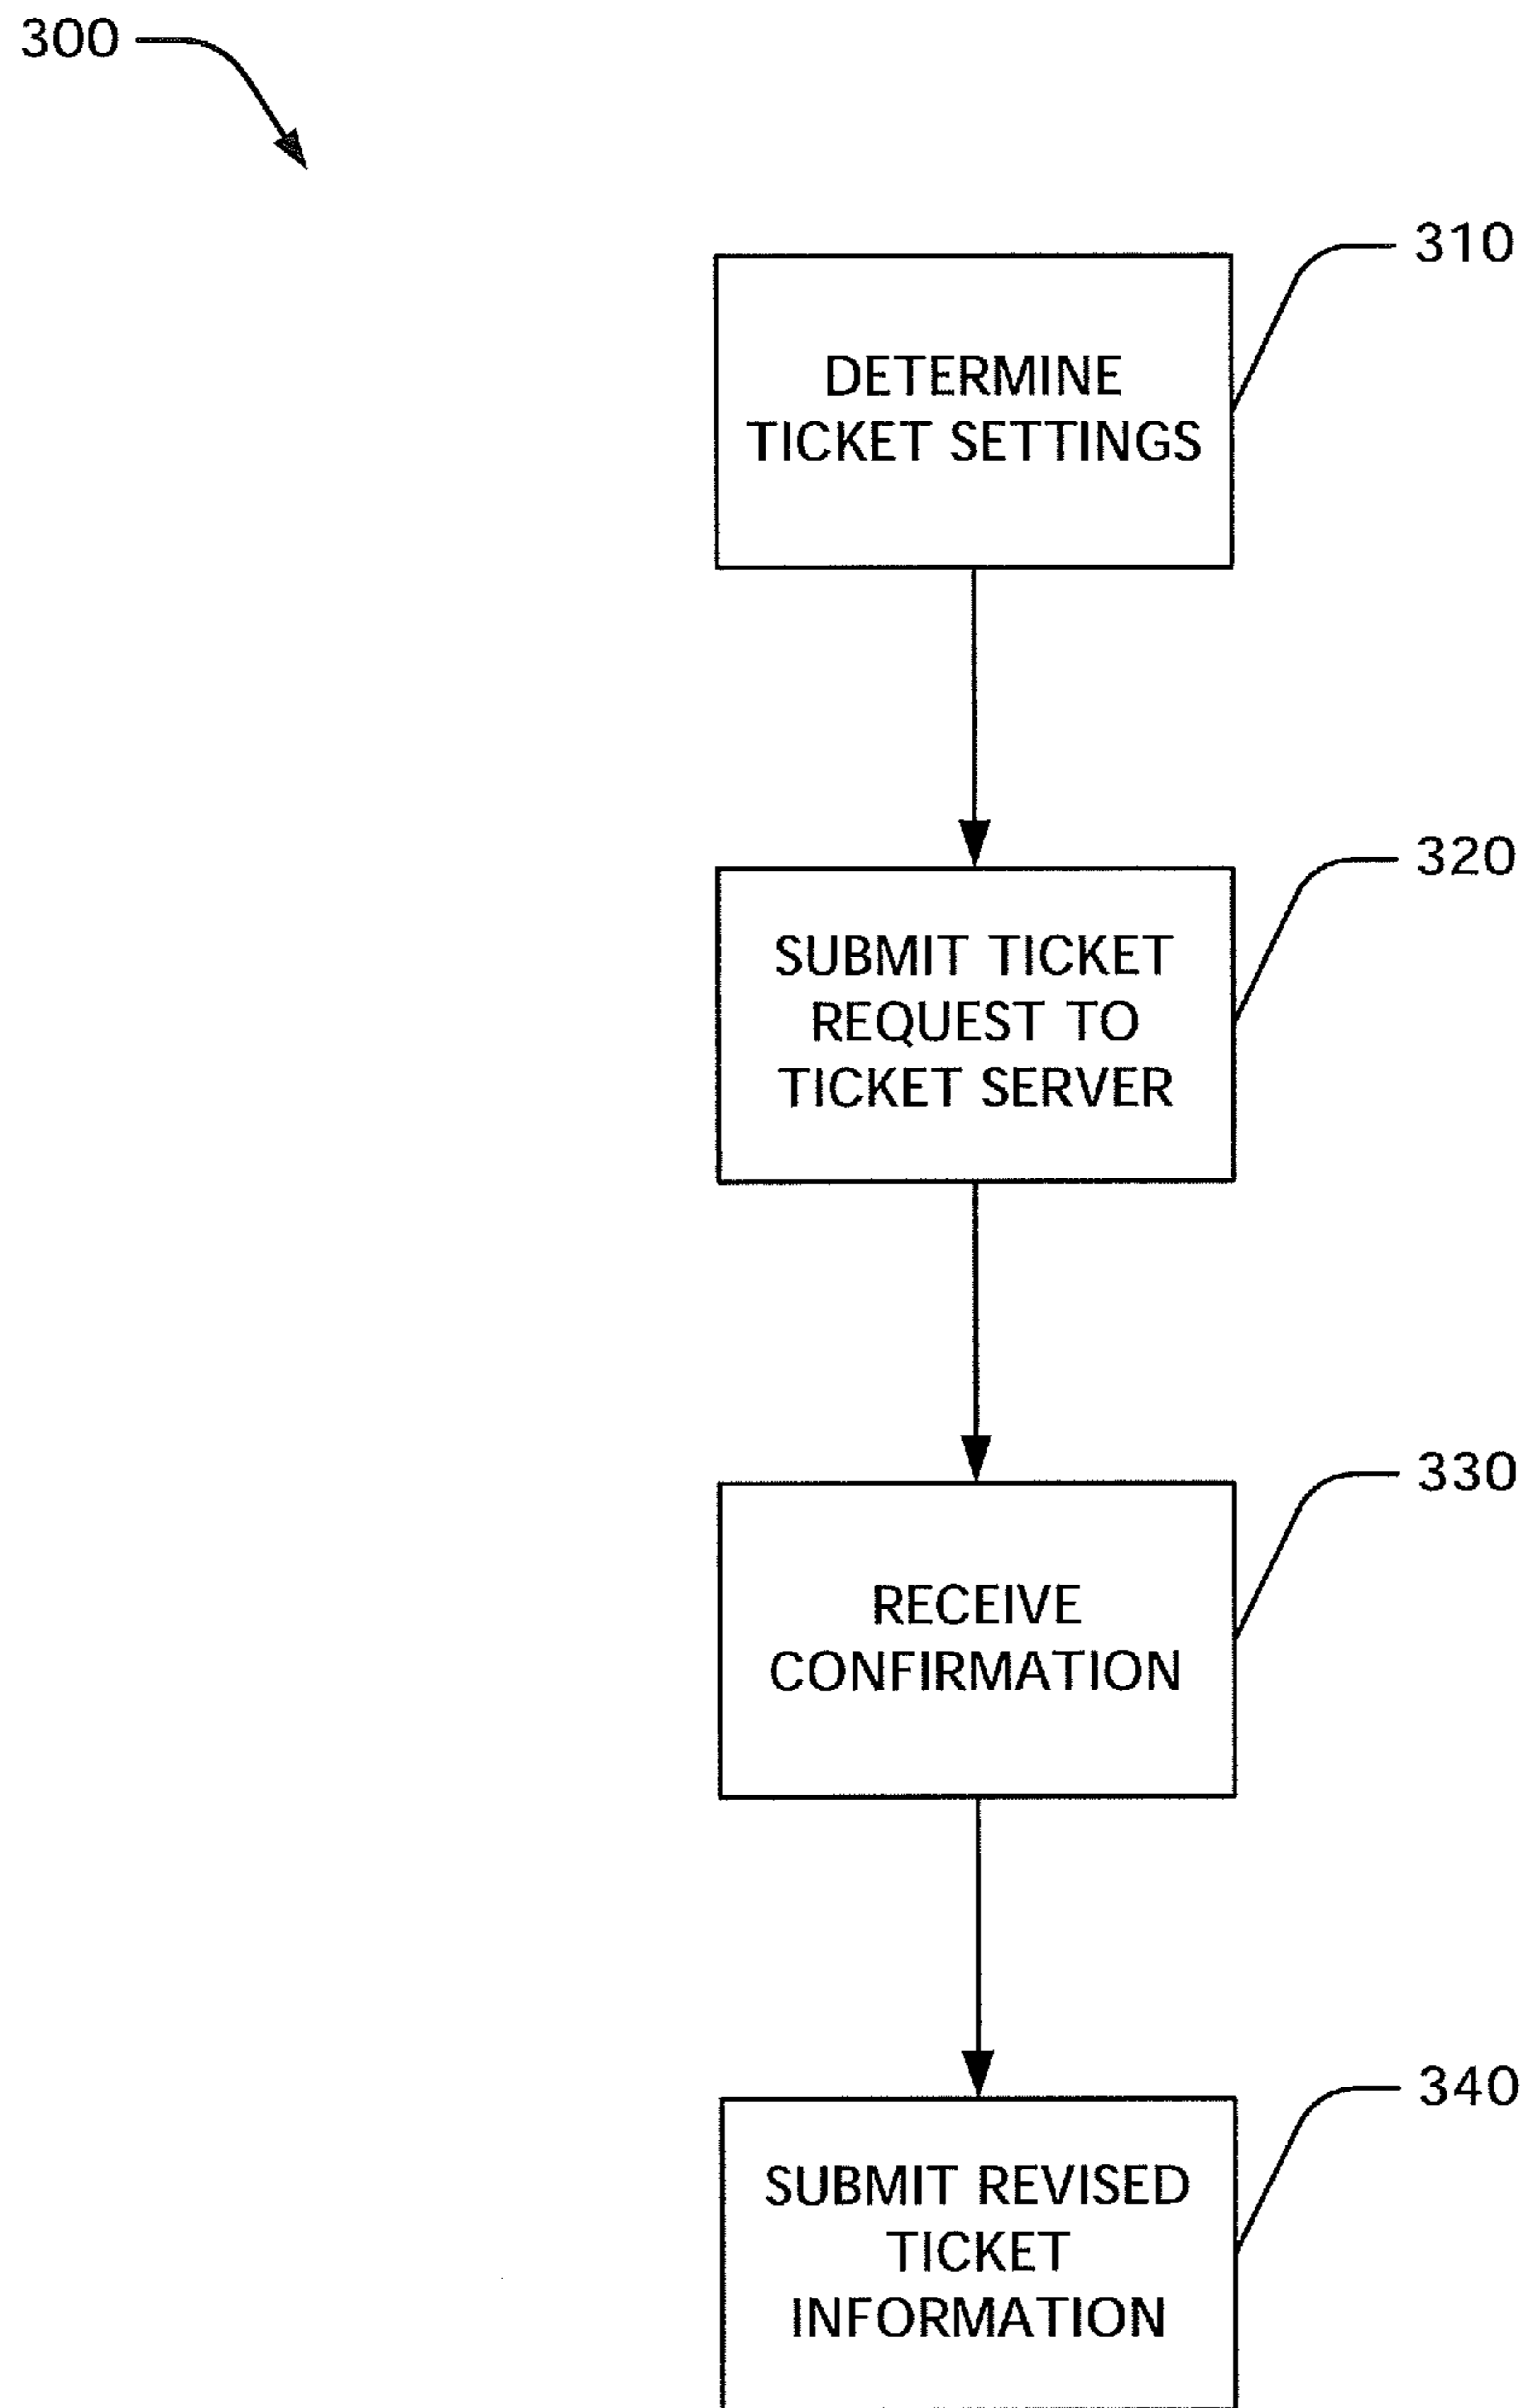 300
310
DETERMINE
TICKET SETTINGS
320
SUBMIT TICKET
REQUEST TO
TICKET SERVER
330
RECEIVE
CONFIRMATION
340
SUBMIT REVISED
TICKET
INFORMATION